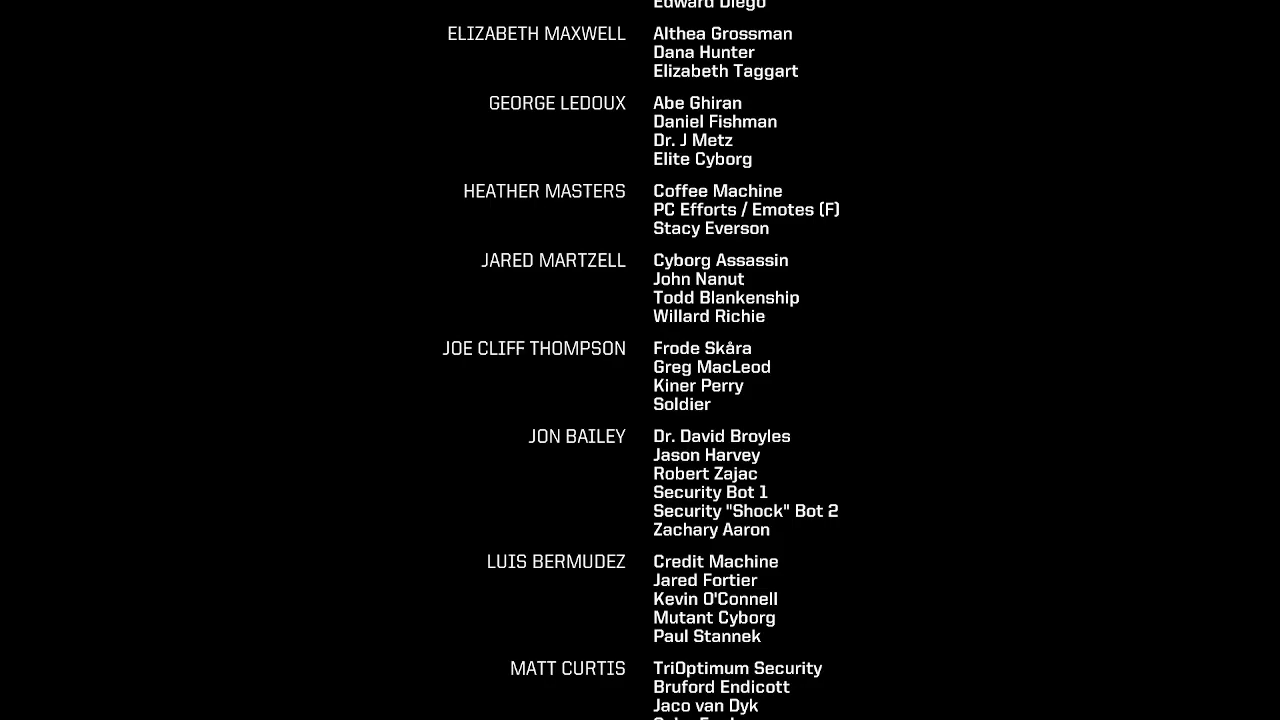 Edward Diego
ELIZABETH MAXWELL Althea Grossman
Dana Hunter
Elizabeth Taggart
GEORGE LEDOUX Abe Ghiran
Daniel Fishman
Dr. J Metz
Elite Cyborg
HEATHER MASTERS Coffee Machine
PC Efforts / Emotes (F)
Stacy Everson
JARED MARTZELL Cyborg Assassin
John Nanut
Todd Blankenship
Willard Richie
JOE CLIFF THOMPSON Frode Skåra
Greg MacLeod
Kiner Perry
Soldier
JON BAILEY Dr. David Broyles
Jason Harvey
Robert Zajac
Security Bot 1
Security "Shock" Bot 2
Zachary Aaron
LUIS BERMUDEZ Credit Machine
Jared Fortier
Kevin O'Connell
Mutant Cyborg
Paul Stannek
MATT CURTIS TriOptimum Security
Bruford Endicott
Jaco van Dyk